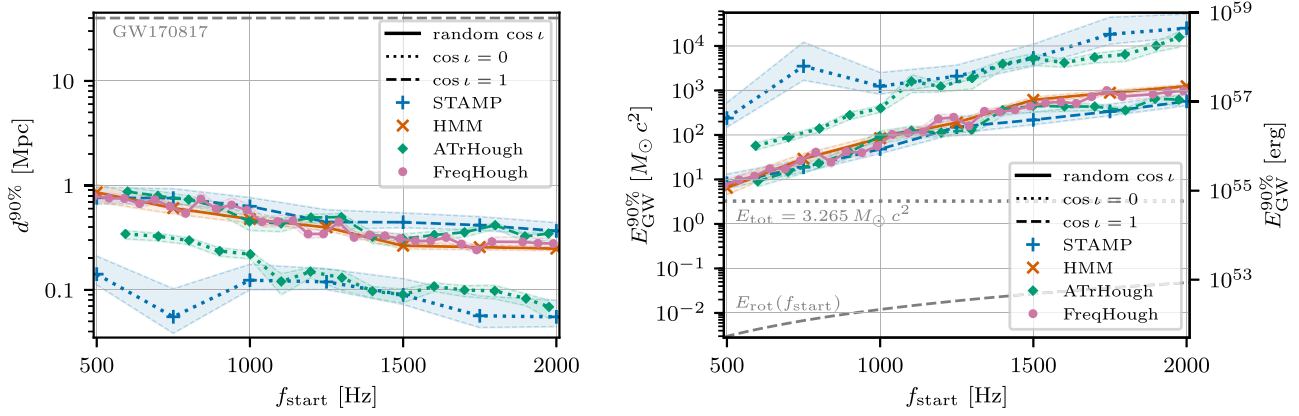 GW170817
random cos ι
cos ι = 0
cos ι = 1
STAMP
HMM
ATrHough
FreqHough
10
1
0.1
d^{90%} [Mpc]
500
1000
1500
2000
f_start [Hz]
10^4
10^3
10^2
10^1
10^0
10^{−1}
10^{−2}
E_GW^{90%} [M_⊙ c^2]
E_tot = 3.265 M_⊙ c^2
E_rot(f_start)
random cos ι
cos ι = 0
cos ι = 1
STAMP
HMM
ATrHough
FreqHough
10^59
10^57
10^55
10^53
E_GW^{90%} [erg]
500
1000
1500
2000
f_start [Hz]